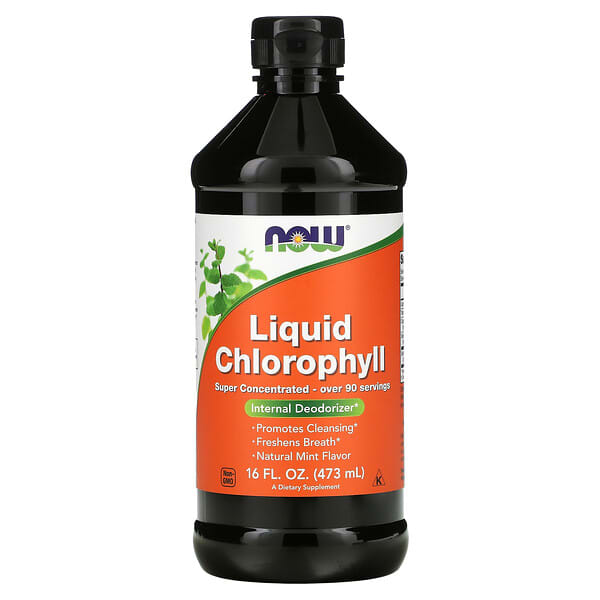 NOW®
Liquid
Chlorophyll
Super Concentrated - over 90 servings
Internal Deodorizer*
• Promotes Cleansing*
• Freshens Breath*
• Natural Mint Flavor
Non-
GMO
16 FL. OZ. (473 mL)
A Dietary Supplement
K